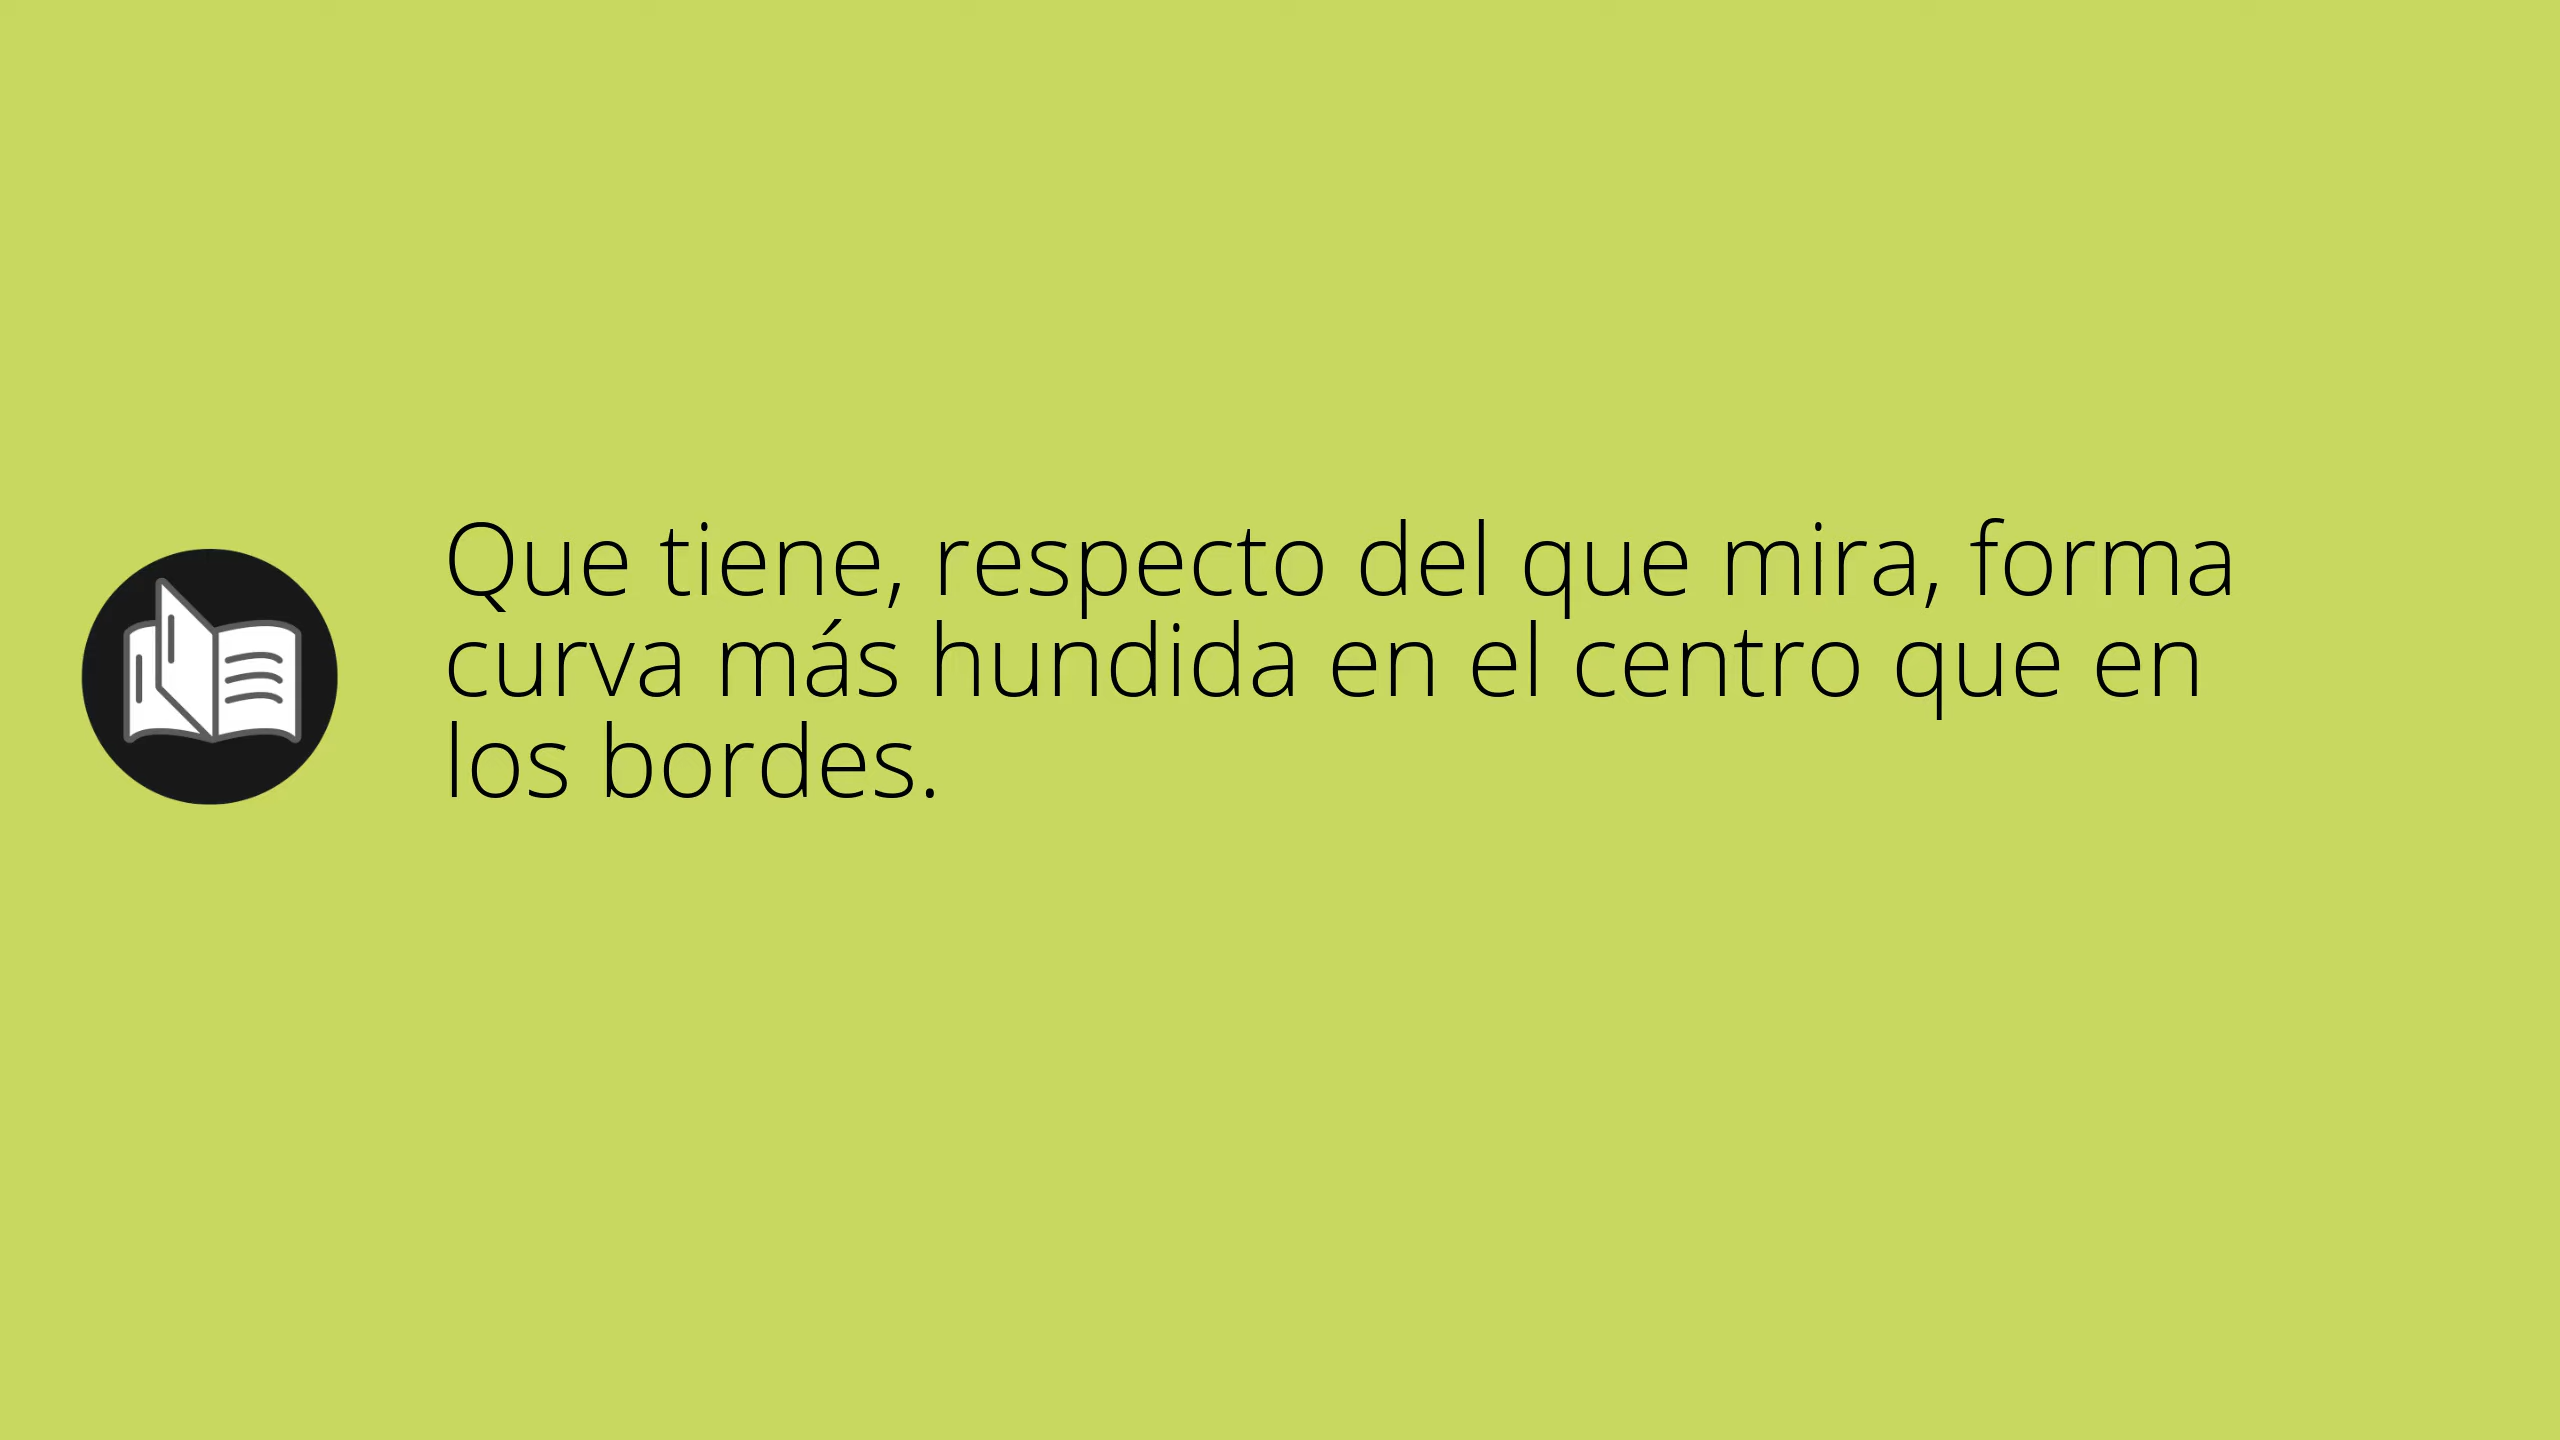 Que tiene, respecto del que mira, forma
curva más hundida en el centro que en
los bordes.